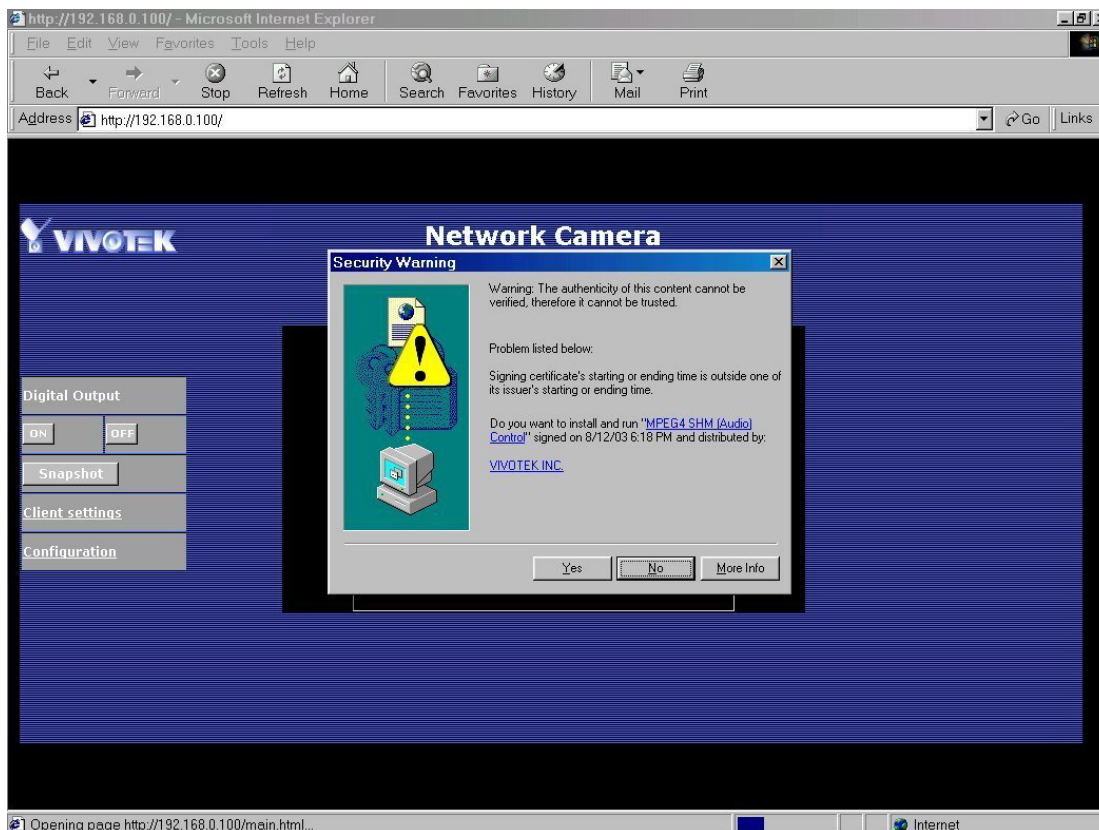 http://192.168.0.100/ - Microsoft Internet Explorer
File Edit View Favorites Tools Help
Back Forward Stop Refresh Home Search Favorites History Mail Print
Address http://192.168.0.100/ Go Links
VIVOTEK
Network Camera
Security Warning
Warning: The authenticity of this content cannot be
verified, therefore it cannot be trusted.
Problem listed below:
Signing certificate's starting or ending time is outside one of
its issuer's starting or ending time.
Do you want to install and run "MPEG4 SHM (Audio)
Control" signed on 8/12/03 6:18 PM and distributed by:
VIVOTEK INC.
Yes No More Info
Digital Output
ON OFF
Snapshot
Client settings
Configuration
Opening page http://192.168.0.100/main.html... Internet